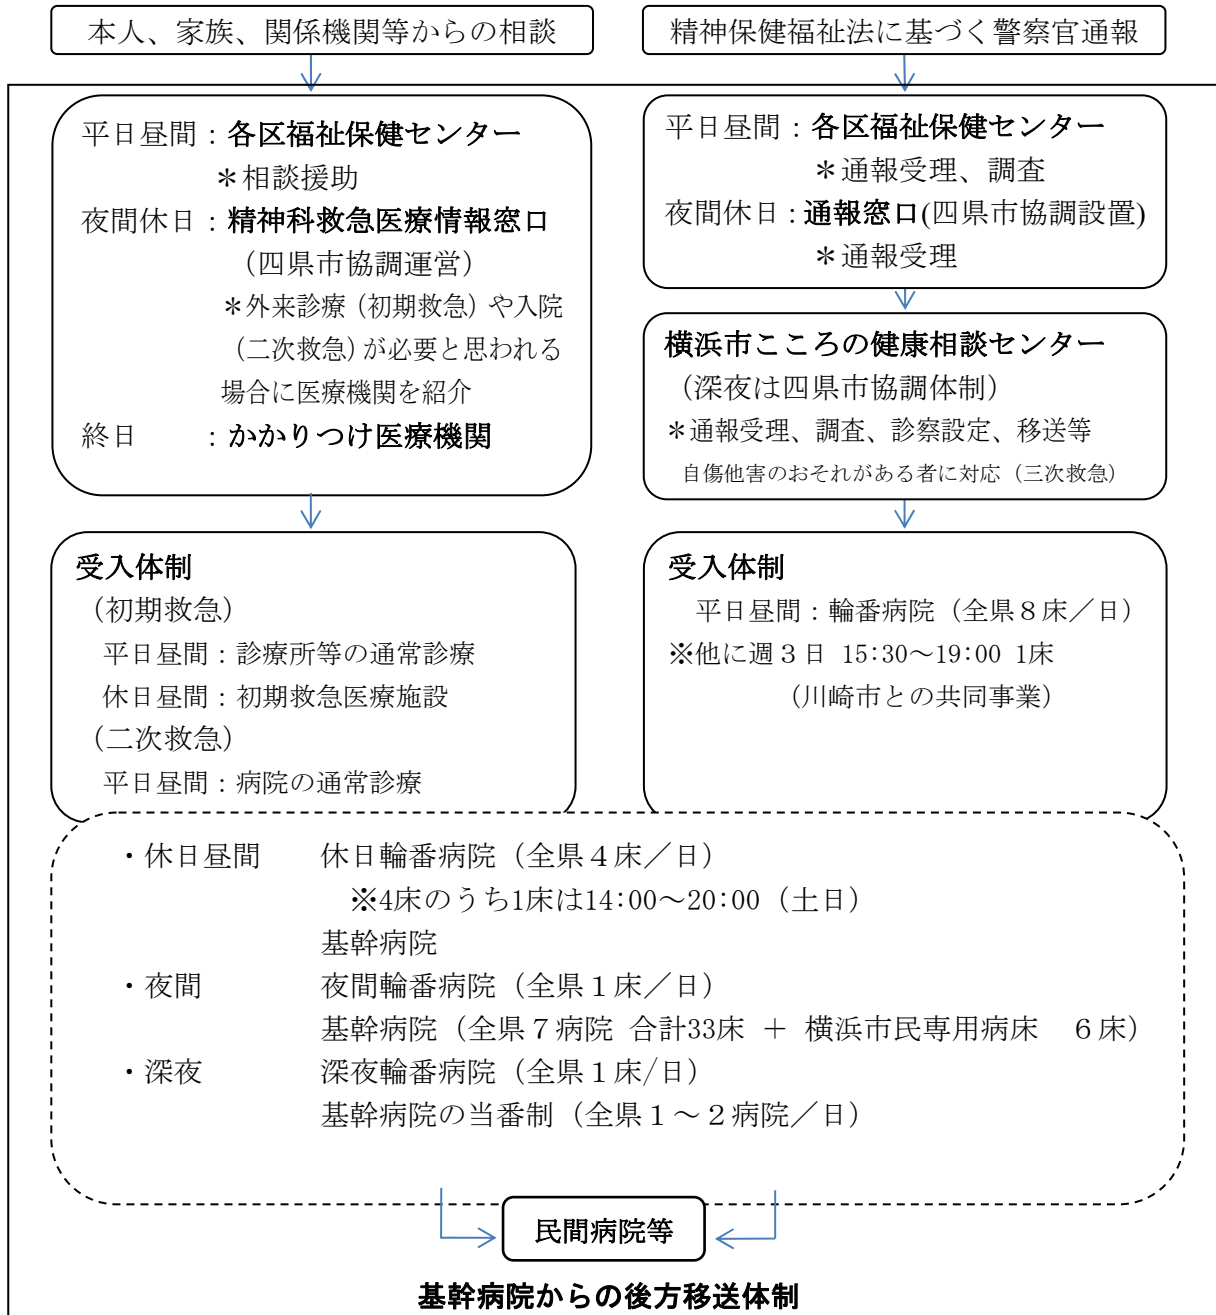 本人、家族、関係機関等からの相談
平日昼間：各区福祉保健センター
＊相談援助
夜間休日：精神科救急医療情報窓口
（四県市協調運営）
＊外来診療（初期救急）や入院
（二次救急）が必要と思われる
場合に医療機関を紹介
終日　　：かかりつけ医療機関
受入体制
（初期救急）
平日昼間：診療所等の通常診療
休日昼間：初期救急医療施設
（二次救急）
平日昼間：病院の通常診療
精神保健福祉法に基づく警察官通報
平日昼間：各区福祉保健センター
＊通報受理、調査
夜間休日：通報窓口(四県市協調設置)
＊通報受理
横浜市こころの健康相談センター
（深夜は四県市協調体制）
＊通報受理、調査、診察設定、移送等
自傷他害のおそれがある者に対応（三次救急）
受入体制
平日昼間：輪番病院（全県８床／日）
※他に週３日 15:30～19:00 1床
（川崎市との共同事業）
・休日昼間　休日輪番病院（全県４床／日）
※4床のうち1床は14:00～20:00（土日）
基幹病院
・夜間　夜間輪番病院（全県１床／日）
基幹病院（全県７病院 合計33床 ＋ 横浜市民専用病床　６床）
・深夜　深夜輪番病院（全県１床/日）
基幹病院の当番制（全県１～２病院／日）
民間病院等
基幹病院からの後方移送体制